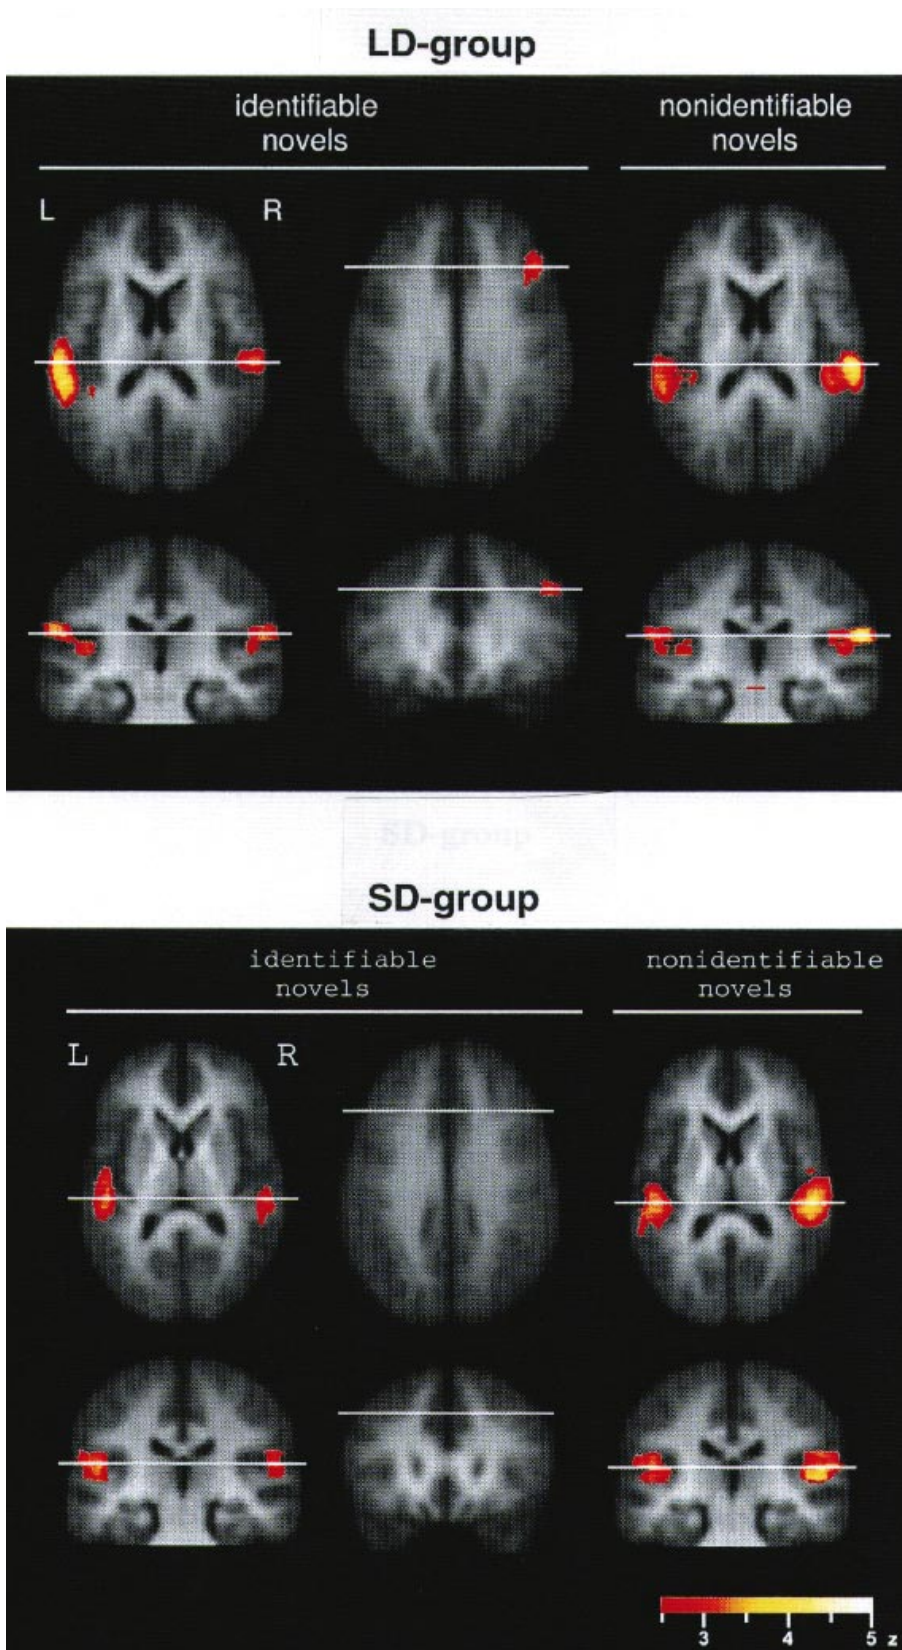 LD-group
identifiable
novels
nonidentifiable
novels
L
R
SD-group
SD-group
identifiable
novels
nonidentifiable
novels
L
R
3
4
5
z